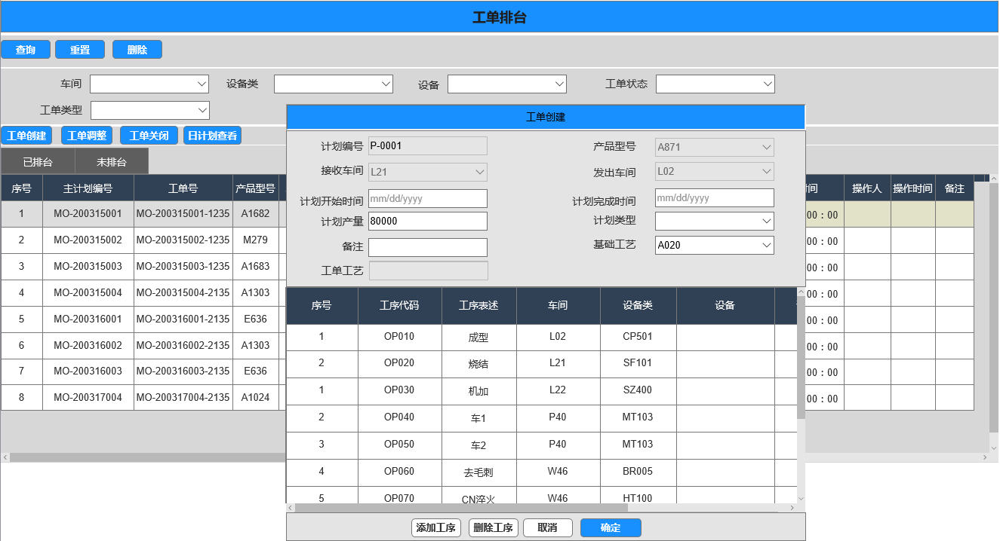 工单排台
查询 重置 删除
车间 设备类 设备 工单状态
工单类型
工单创建 工单调整 工单关闭 日计划查看
已排台 未排台
序号 主计划编号 工单号 产品型号 时间 操作人 操作时间 备注
1 MO-200315001 MO-200315001-1235 A1682 00：00
2 MO-200315002 MO-200315002-1235 M279 00：00
3 MO-200315003 MO-200315003-1235 A1683 00：00
4 MO-200315004 MO-200315004-2135 A1303 00：00
5 MO-200316001 MO-200316001-2135 E636 00：00
6 MO-200316002 MO-200316002-2135 A1303 00：00
7 MO-200316003 MO-200316003-2135 E636 00：00
8 MO-200317004 MO-200317004-2135 A1024 00：00
工单创建
计划编号 P-0001 产品型号 A871
接收车间 L21 发出车间 L02
计划开始时间 mm/dd/yyyy 计划完成时间 mm/dd/yyyy
计划产量 80000 计划类型
备注 基础工艺 A020
工单工艺
序号 工序代码 工序表述 车间 设备类 设备
1 OP010 成型 L02 CP501
2 OP020 烧结 L21 SF101
1 OP030 机加 L22 SZ400
2 OP040 车1 P40 MT103
3 OP050 车2 P40 MT103
4 OP060 去毛刺 W46 BR005
5 OP070 CN淬火 W46 HT100
添加工序 删除工序 取消 确定